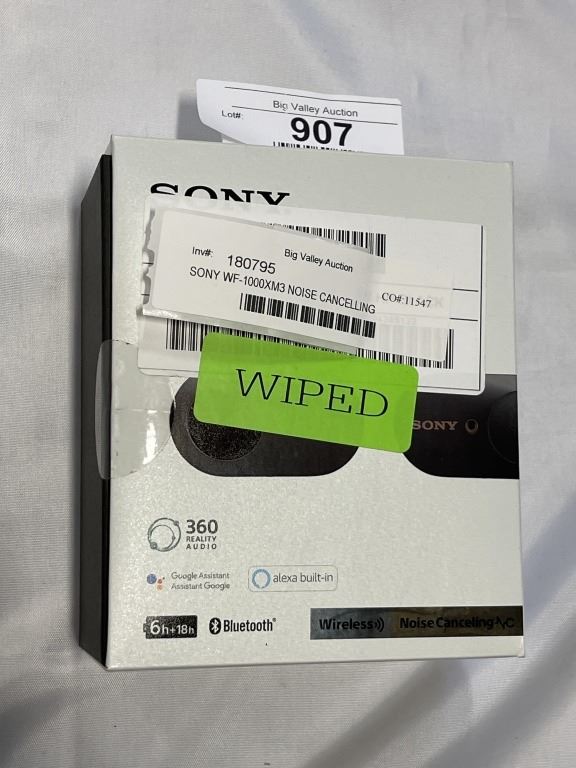 Big Valley Auction
Lot#:
907
SONY
Big Valley Auction
Inv#: 180795
SONY WF-1000XM3 NOISE CANCELLING
CO#:11547
WIPED
SONY
360
REALITY
AUDIO
Google Assistant
Assistant Google
alexa built-in
6h+18h
Bluetooth®
Wireless
Noise Canceling NC